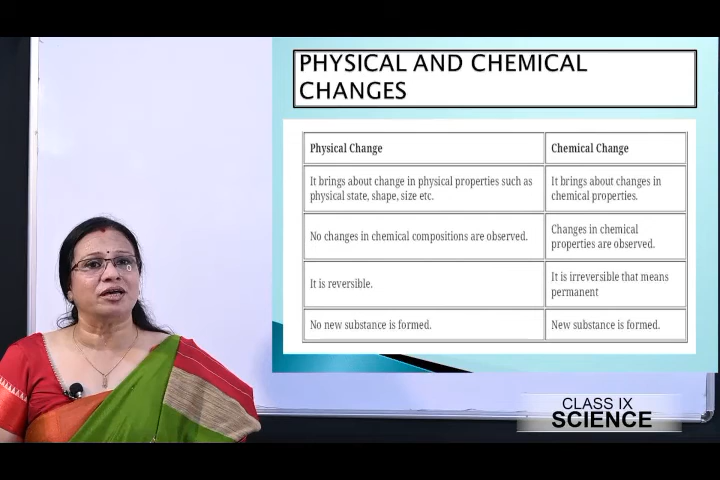 PHYSICAL AND CHEMICAL
CHANGES
Physical Change
Chemical Change
It brings about change in physical properties such as
physical state, shape, size etc.
It brings about changes in
chemical properties.
No changes in chemical compositions are observed.
Changes in chemical
properties are observed.
It is reversible.
It is irreversible that means
permanent
No new substance is formed.
New substance is formed.
CLASS IX
SCIENCE